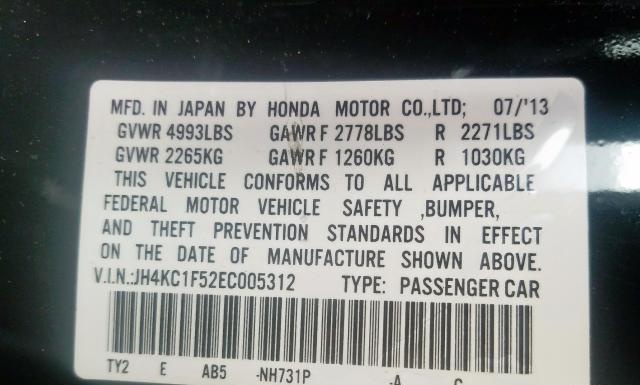 MFD. IN JAPAN BY HONDA MOTOR CO.,LTD; 07/'13
GVWR 4993LBS GAWR F 2778LBS R 2271LBS
GVWR 2265KG GAWR F 1260KG R 1030KG
THIS VEHICLE CONFORMS TO ALL APPLICABLE
FEDERAL MOTOR VEHICLE SAFETY ,BUMPER,
AND THEFT PREVENTION STANDARDS IN EFFECT
ON THE DATE OF MANUFACTURE SHOWN ABOVE.
V.I.N.:JH4KC1F52EC005312 TYPE: PASSENGER CAR
TY2 E AB5 -NH731P -A